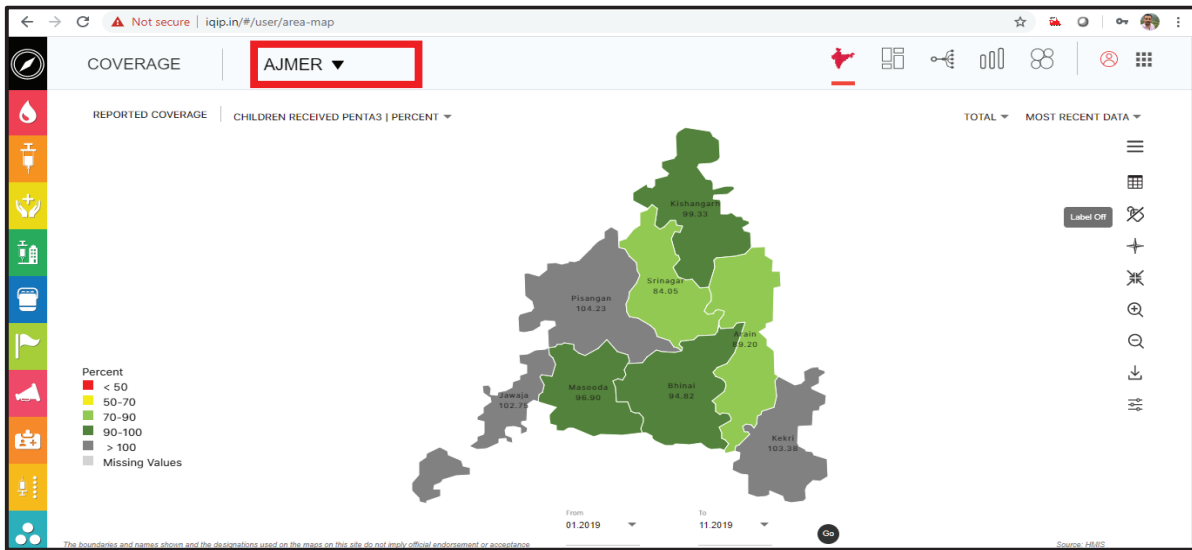 Not secure | iqip.in/#/user/area-map
COVERAGE
AJMER ▼
REPORTED COVERAGE
CHILDREN RECEIVED PENTA3 | PERCENT
TOTAL
MOST RECENT DATA
Label Off
Kishangarh
99.33
Srinagar
84.05
Pisangan
104.23
Arain
89.20
Masooda
96.90
Bhinai
94.82
Jawaja
102.75
Kekri
103.38
Percent
< 50
50-70
70-90
90-100
> 100
Missing Values
From
01.2019
To
11.2019
Go
The boundaries and names shown and the designations used on the maps on this site do not imply official endorsement or acceptance
Source: HMIS